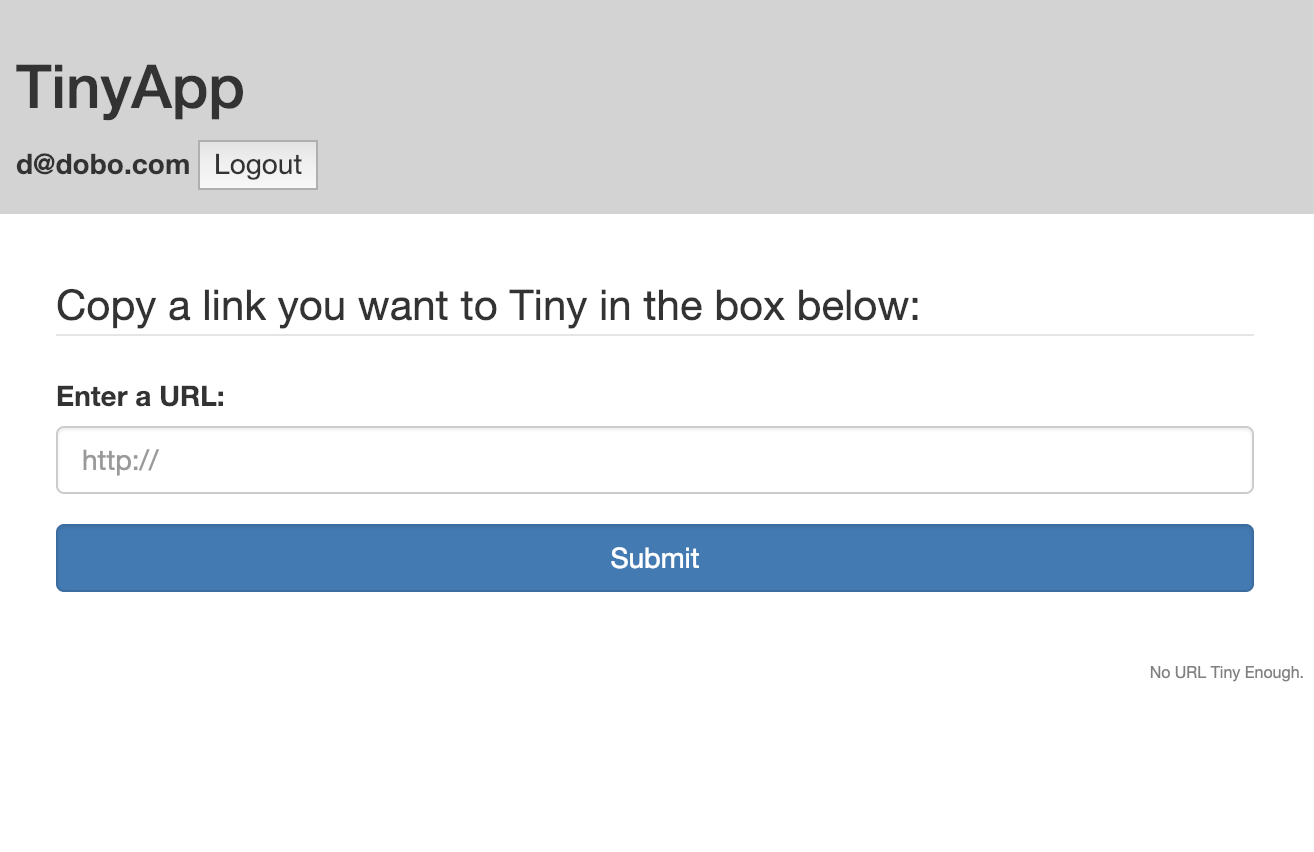 TinyApp
d@dobo.com Logout
Copy a link you want to Tiny in the box below:
Enter a URL:
http://
Submit
No URL Tiny Enough.